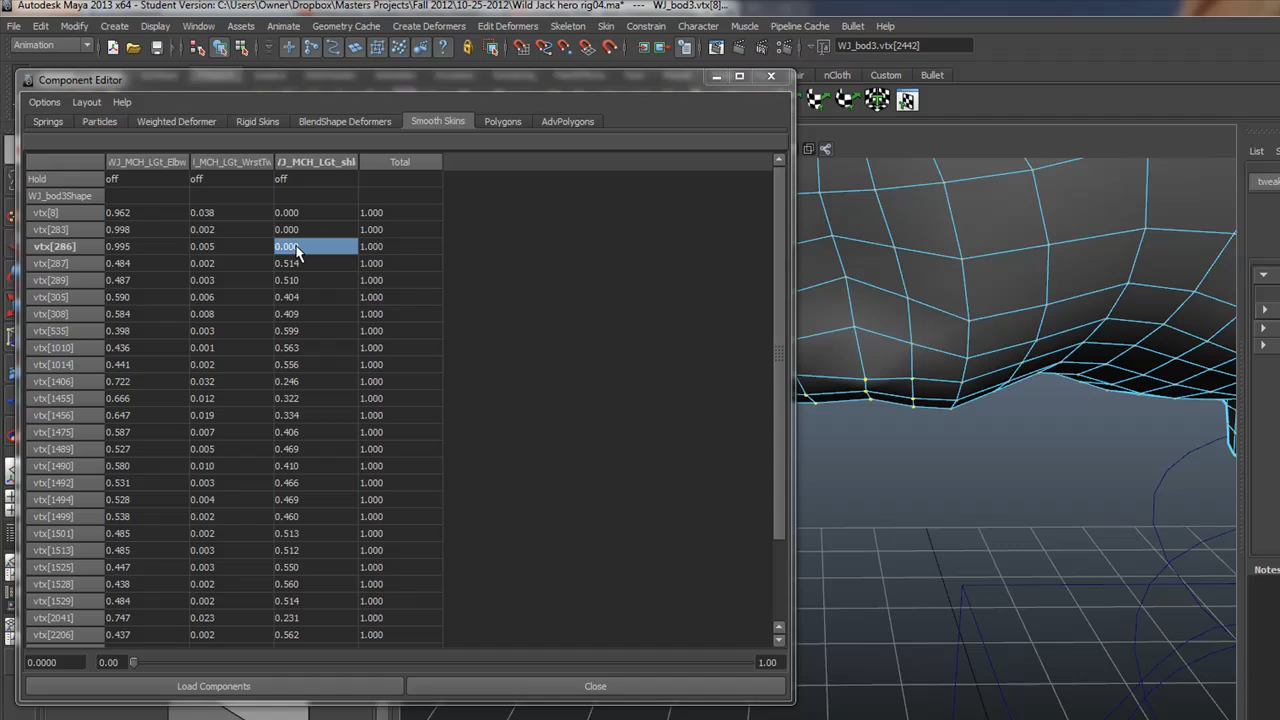 Autodesk Maya 2013 x64 - Student Version: C:\Users\Owner\Dropbox\Masters Projects\Fall 2012\10-25-2012\Wild Jack hero rig04.ma* --- WJ_bod3.vtx[8]...
File Edit Modify Create Display Window Assets Animate Geometry Cache Create Deformers Edit Deformers Skeleton Skin Constrain Character Muscle Pipeline Cache Bullet Help
Animation WJ_bod3.vtx[2442]
nCloth Custom Bullet
Component Editor
Options Layout Help
Springs Particles Weighted Deformer Rigid Skins BlendShape Deformers Smooth Skins Polygons AdvPolygons
List
tweak
WJ_MCH_LGt_Elbw I_MCH_LGt_WrstTw /J_MCH_LGt_shl Total
Hold off off off
WJ_bod3Shape
vtx[8] 0.962 0.038 0.000 1.000
vtx[283] 0.998 0.002 0.000 1.000
vtx[286] 0.995 0.005 0.000 1.000
vtx[287] 0.484 0.002 0.514 1.000
vtx[289] 0.487 0.003 0.510 1.000
vtx[305] 0.590 0.006 0.404 1.000
vtx[308] 0.584 0.008 0.409 1.000
vtx[535] 0.398 0.003 0.599 1.000
vtx[1010] 0.436 0.001 0.563 1.000
vtx[1014] 0.441 0.002 0.556 1.000
vtx[1406] 0.722 0.032 0.246 1.000
vtx[1455] 0.666 0.012 0.322 1.000
vtx[1456] 0.647 0.019 0.334 1.000
vtx[1475] 0.587 0.007 0.406 1.000
vtx[1489] 0.527 0.005 0.469 1.000
vtx[1490] 0.580 0.010 0.410 1.000
vtx[1492] 0.531 0.003 0.466 1.000
vtx[1494] 0.528 0.004 0.469 1.000
vtx[1499] 0.538 0.002 0.460 1.000
vtx[1501] 0.485 0.002 0.513 1.000
vtx[1513] 0.485 0.003 0.512 1.000
vtx[1525] 0.447 0.003 0.550 1.000
vtx[1528] 0.438 0.002 0.560 1.000
vtx[1529] 0.484 0.002 0.514 1.000
vtx[2041] 0.747 0.023 0.231 1.000
vtx[2206] 0.437 0.002 0.562 1.000
Notes
0.0000 0.00 1.00
Load Components Close